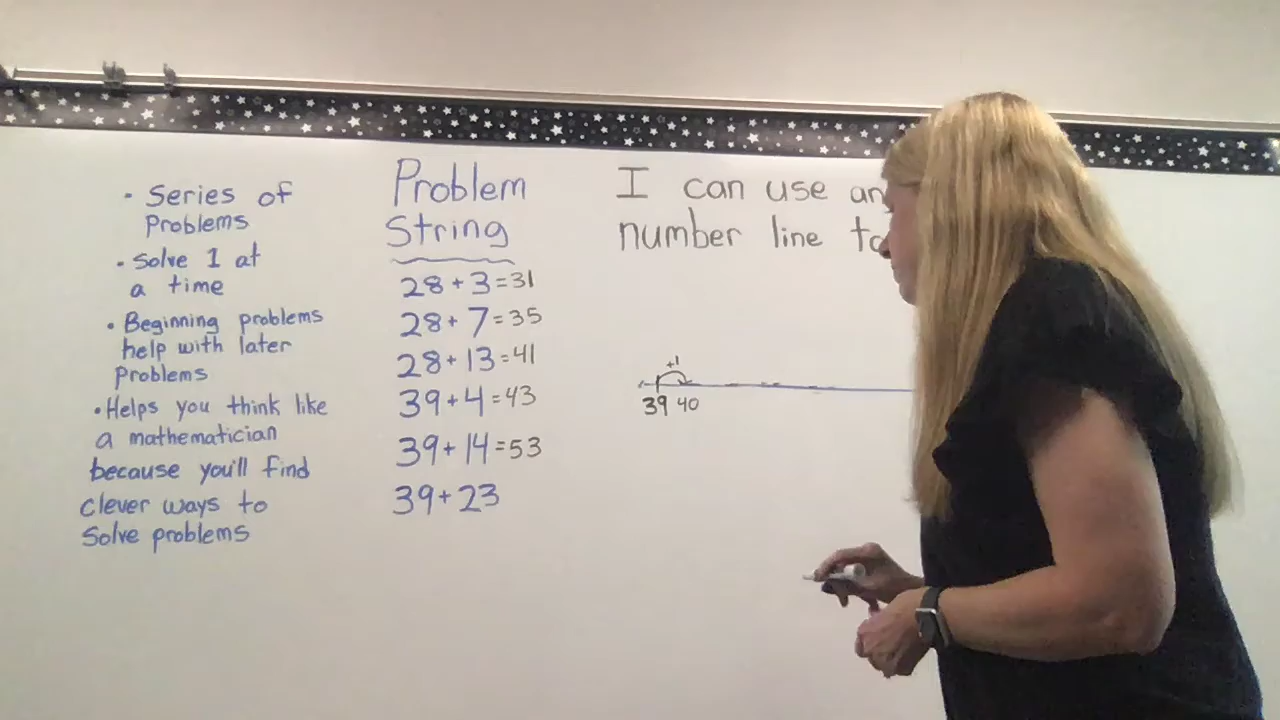 • Series of
Problems
• Solve 1 at
a time
• Beginning problems
help with later
Problems
• Helps you think like
a mathematician
because you'll find
clever ways to
Solve problems
Problem
String
28 + 3 = 31
28 + 7 = 35
28 + 13 = 41
39 + 4 = 43
39 + 14 = 53
39 + 23
I can use an
number line to
+1
39 40